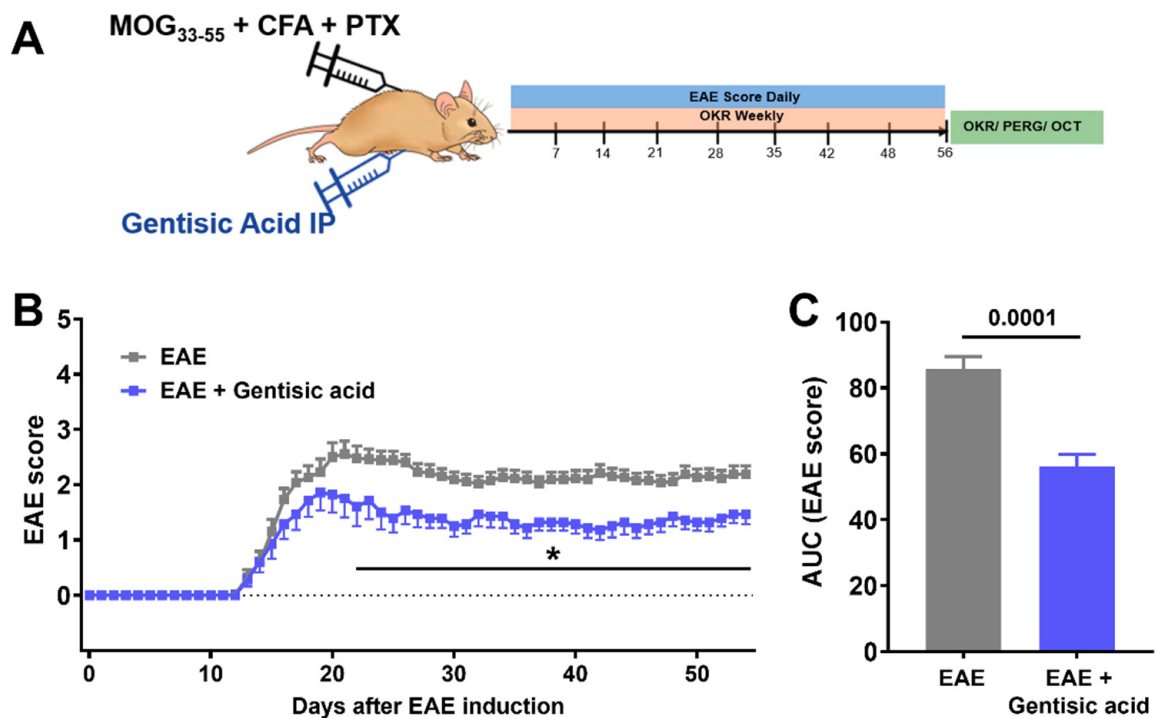 A
MOG33-55 + CFA + PTX
Gentisic Acid IP
EAE Score Daily
OKR Weekly
7 14 21 28 35 42 48 56
OKR/ PERG/ OCT
B
EAE score
5
4
3
2
1
0
EAE
EAE + Gentisic acid
*
0 10 20 30 40 50
Days after EAE induction
C
AUC (EAE score)
100
80
60
40
20
0
0.0001
EAE
EAE +
Gentisic acid